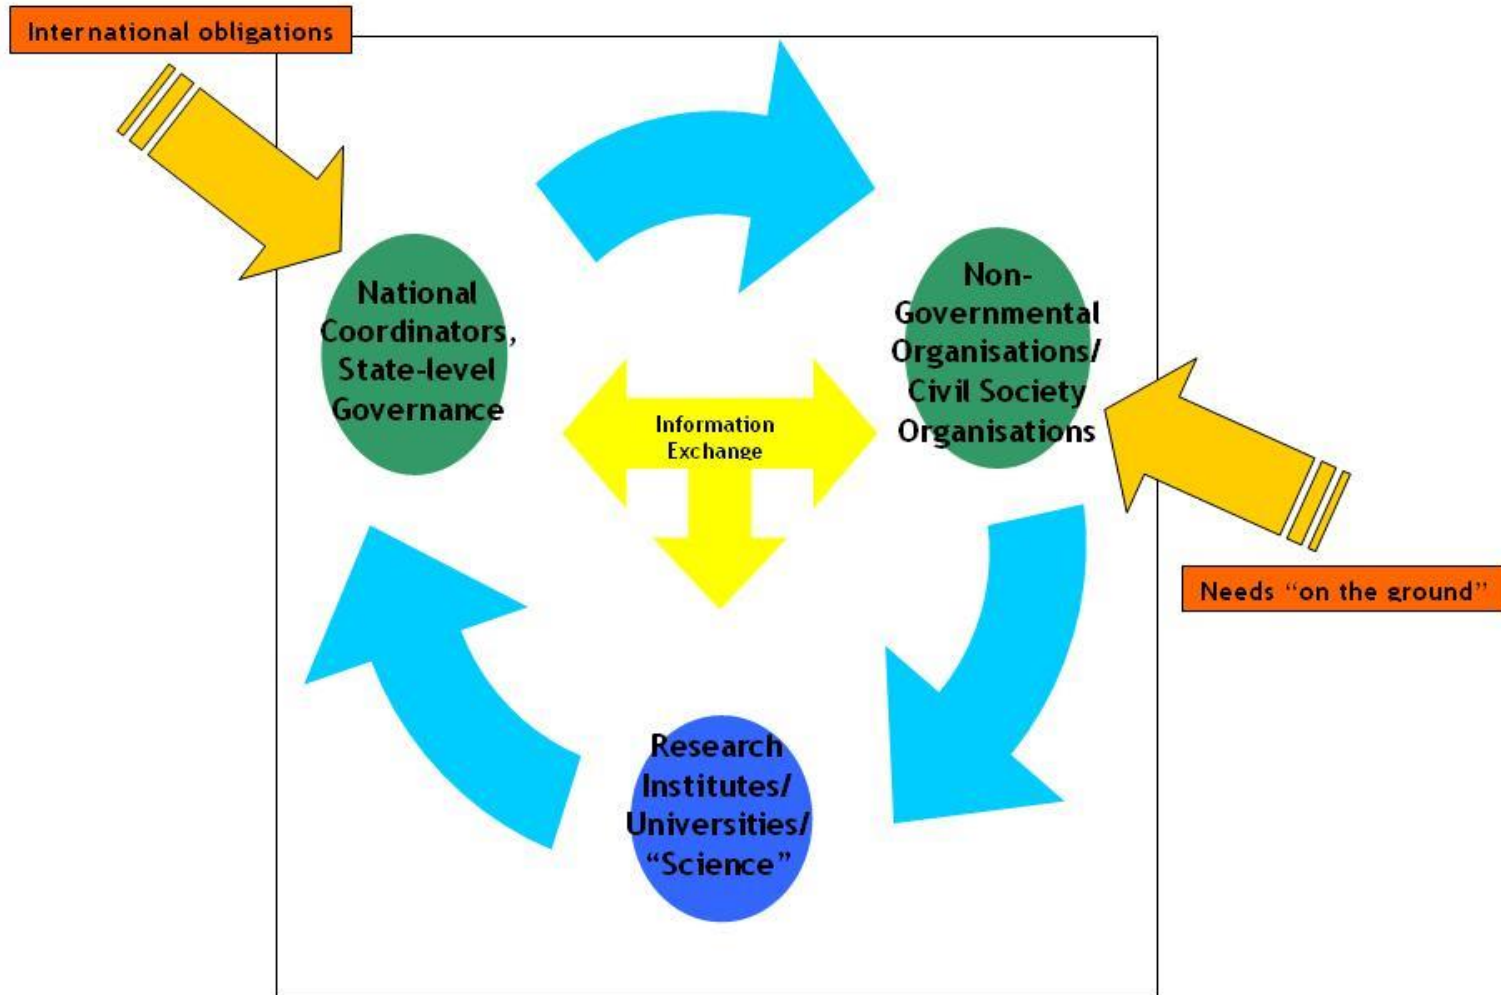 International obligations
National
Coordinators,
State-level
Governance
Non-
Governmental
Organisations/
Civil Society
Organisations
Information
Exchange
Needs “on the ground”
Research
Institutes/
Universities/
“Science”